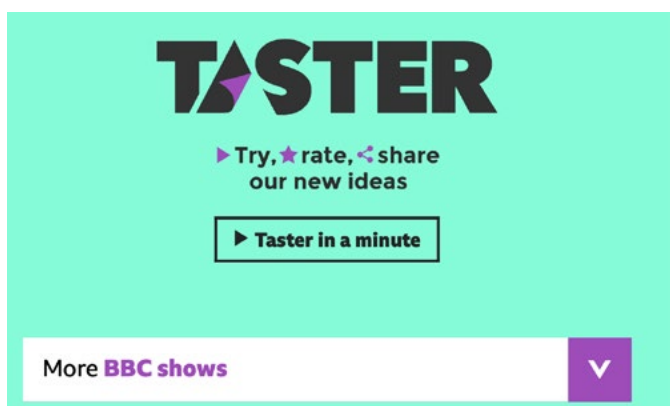 TASTER
Try, rate, share
our new ideas
Taster in a minute
More BBC shows